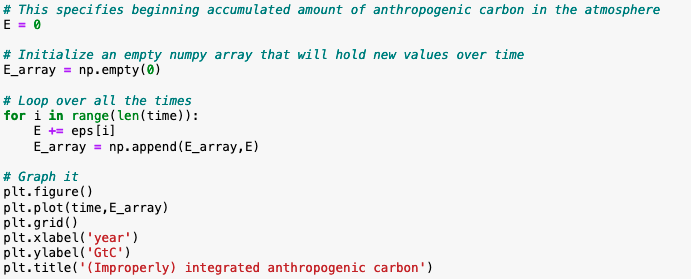 # This specifies beginning accumulated amount of anthropogenic carbon in the atmosphere
E = 0
# Initialize an empty numpy array that will hold new values over time
E_array = np.empty(0)
# Loop over all the times
for i in range(len(time)):
    E += eps[i]
    E_array = np.append(E_array,E)
# Graph it
plt.figure()
plt.plot(time,E_array)
plt.grid()
plt.xlabel('year')
plt.ylabel('GtC')
plt.title('(Improperly) integrated anthropogenic carbon')